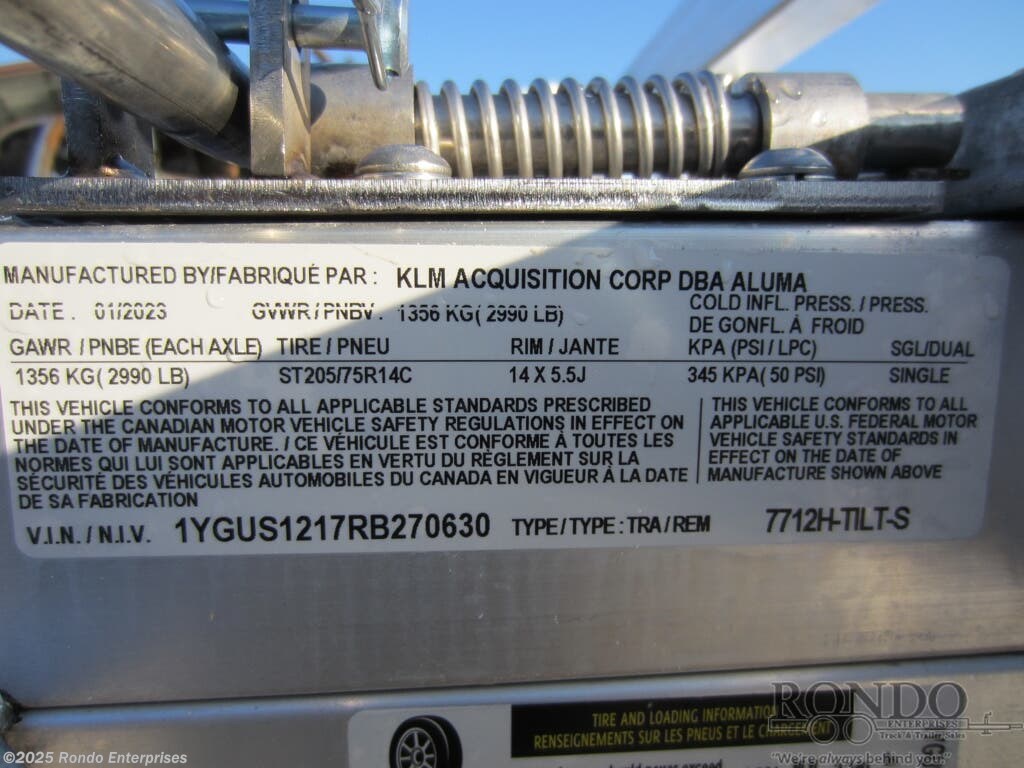 MANUFACTURED BY/FABRIQUÉ PAR : KLM ACQUISITION CORP DBA ALUMA
DATE . 01/2023 GVWR / PNBV : 1356 KG( 2990 LB) COLD INFL. PRESS. / PRESS.
DE GONFL. À FROID
GAWR / PNBE (EACH AXLE) TIRE / PNEU RIM / JANTE KPA (PSI / LPC) SGL/DUAL
1356 KG( 2990 LB) ST205/75R14C 14 X 5.5J 345 KPA( 50 PSI) SINGLE
THIS VEHICLE CONFORMS TO ALL APPLICABLE STANDARDS PRESCRIBED
UNDER THE CANADIAN MOTOR VEHICLE SAFETY REGULATIONS IN EFFECT ON
THE DATE OF MANUFACTURE. / CE VÉHICULE EST CONFORME À TOUTES LES
NORMES QUI LUI SONT APPLICABLES EN VERTU DU RÈGLEMENT SUR LA
SÉCURITÉ DES VÉHICULES AUTOMOBILES DU CANADA EN VIGUEUR À LA DATE
DE SA FABRICATION
THIS VEHICLE CONFORMS TO ALL
APPLICABLE U.S. FEDERAL MOTOR
VEHICLE SAFETY STANDARDS IN
EFFECT ON THE DATE OF
MANUFACTURE SHOWN ABOVE
V.I.N. / N.I.V. 1YGUS1217RB270630 TYPE / TYPE : TRA / REM 7712H-TILT-S
TIRE AND LOADING INFORMATION
RENSEIGNEMENTS SUR LES PNEUS ET LE CHARGEMENT
RONDO
ENTERPRISES
Truck & Trailer Sales
"We're always behind you."
©2025 Rondo Enterprises